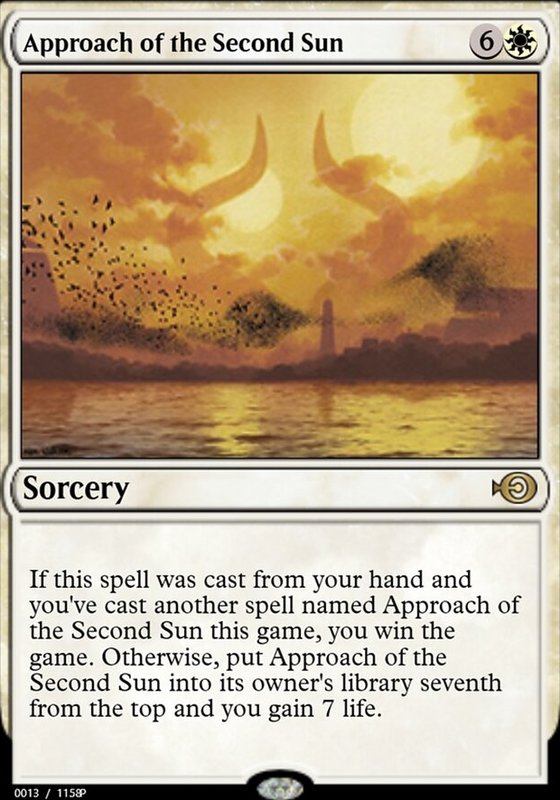 Approach of the Second Sun 6
Sorcery
If this spell was cast from your hand and
you've cast another spell named Approach of
the Second Sun this game, you win the
game. Otherwise, put Approach of the
Second Sun into its owner's library seventh
from the top and you gain 7 life.
0013 / 1158P